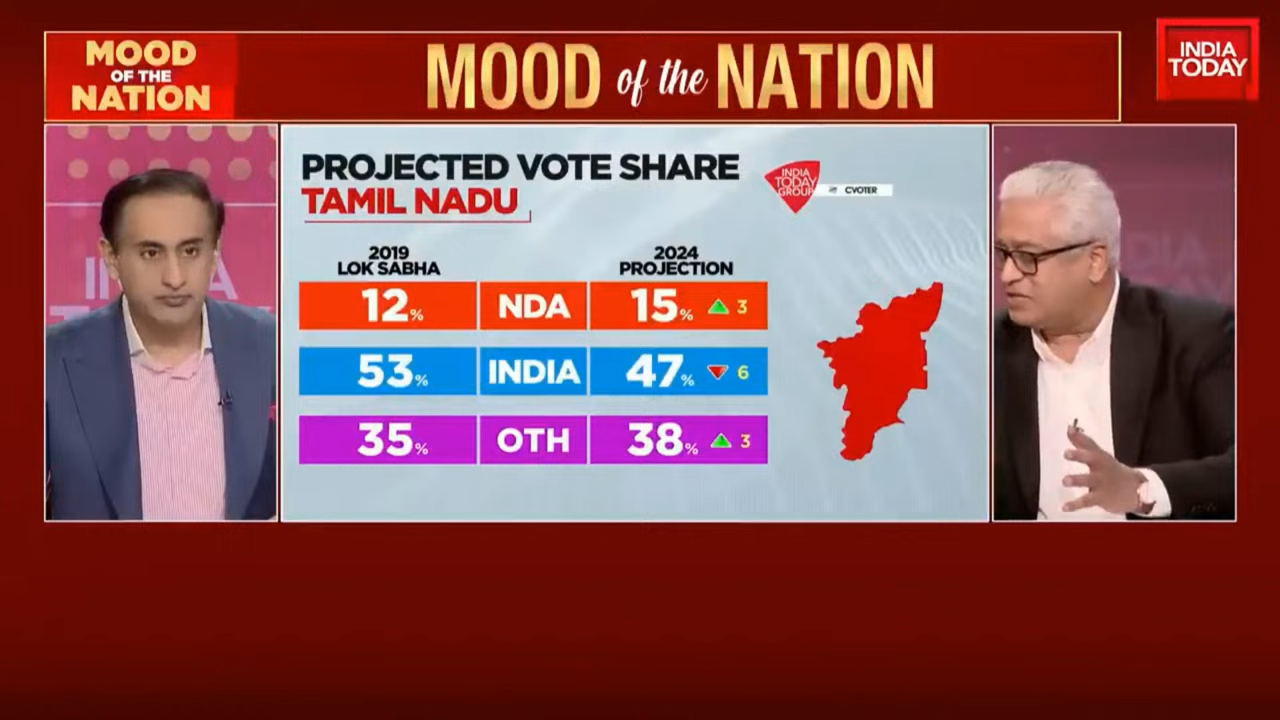 MOOD
OF THE
NATION
MOOD of the NATION
INDIA
TODAY
PROJECTED VOTE SHARE
TAMIL NADU
INDIA
TODAY
GROUP
CVOTER
2019
LOK SABHA
2024
PROJECTION
12% NDA 15% 3
53% INDIA 47% 6
35% OTH 38% 3